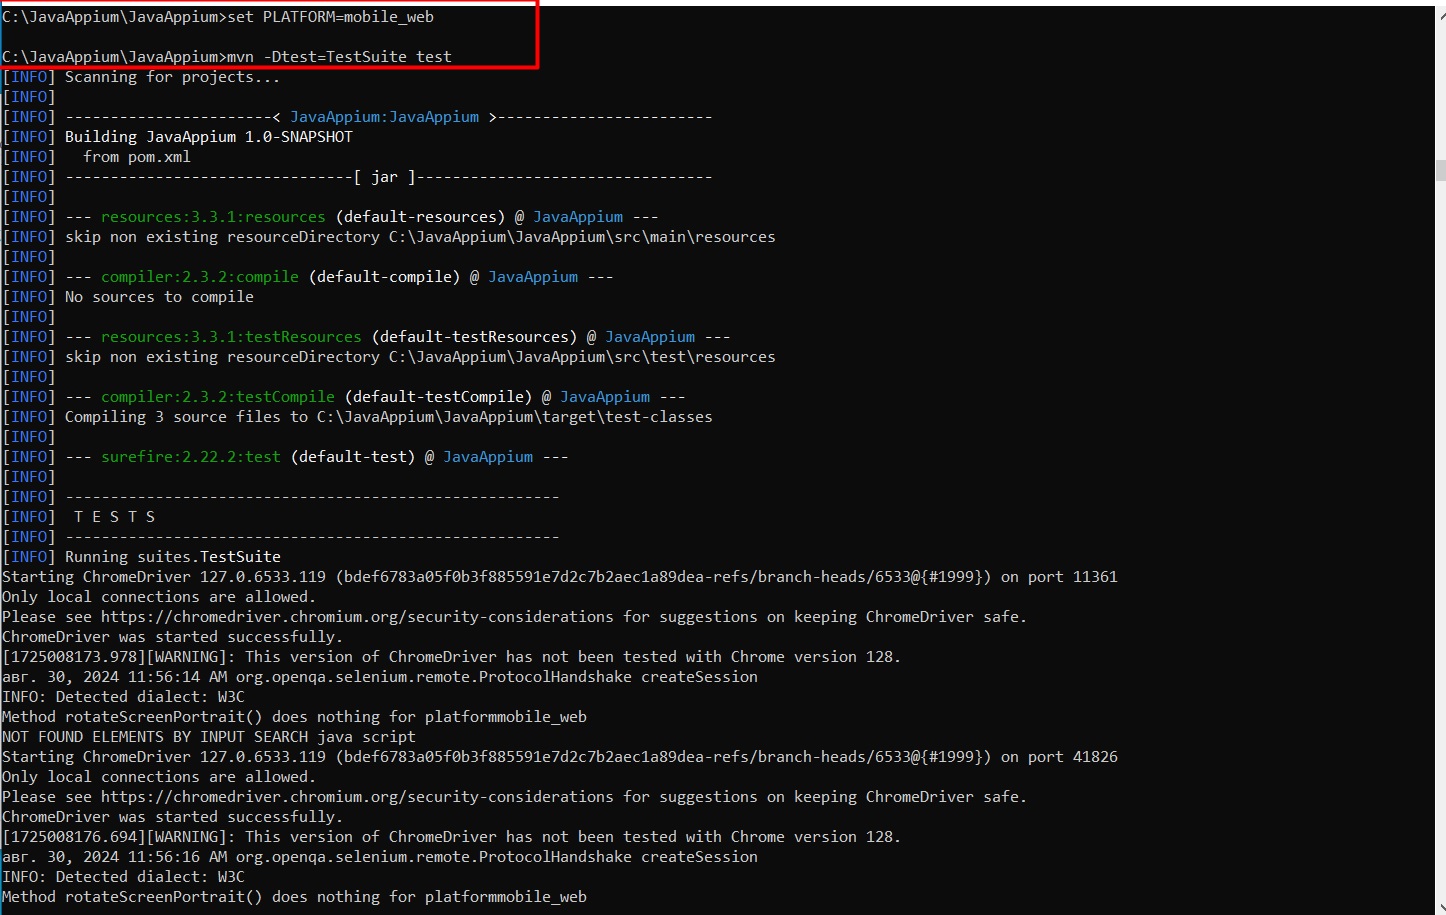 C:\JavaAppium\JavaAppium>set PLATFORM=mobile_web
C:\JavaAppium\JavaAppium>mvn -Dtest=TestSuite test
[INFO] Scanning for projects...
[INFO]
[INFO] -----------------------< JavaAppium:JavaAppium >------------------------
[INFO] Building JavaAppium 1.0-SNAPSHOT
[INFO]   from pom.xml
[INFO] --------------------------------[ jar ]---------------------------------
[INFO]
[INFO] --- resources:3.3.1:resources (default-resources) @ JavaAppium ---
[INFO] skip non existing resourceDirectory C:\JavaAppium\JavaAppium\src\main\resources
[INFO]
[INFO] --- compiler:2.3.2:compile (default-compile) @ JavaAppium ---
[INFO] No sources to compile
[INFO]
[INFO] --- resources:3.3.1:testResources (default-testResources) @ JavaAppium ---
[INFO] skip non existing resourceDirectory C:\JavaAppium\JavaAppium\src\test\resources
[INFO]
[INFO] --- compiler:2.3.2:testCompile (default-testCompile) @ JavaAppium ---
[INFO] Compiling 3 source files to C:\JavaAppium\JavaAppium\target\test-classes
[INFO]
[INFO] --- surefire:2.22.2:test (default-test) @ JavaAppium ---
[INFO]
[INFO] -------------------------------------------------------
[INFO]  T E S T S
[INFO] -------------------------------------------------------
[INFO] Running suites.TestSuite
Starting ChromeDriver 127.0.6533.119 (bdef6783a05f0b3f885591e7d2c7b2aec1a89dea-refs/branch-heads/6533@{#1999}) on port 11361
Only local connections are allowed.
Please see https://chromedriver.chromium.org/security-considerations for suggestions on keeping ChromeDriver safe.
ChromeDriver was started successfully.
[1725008173.978][WARNING]: This version of ChromeDriver has not been tested with Chrome version 128.
авг. 30, 2024 11:56:14 AM org.openqa.selenium.remote.ProtocolHandshake createSession
INFO: Detected dialect: W3C
Method rotateScreenPortrait() does nothing for platformmobile_web
NOT FOUND ELEMENTS BY INPUT SEARCH java script
Starting ChromeDriver 127.0.6533.119 (bdef6783a05f0b3f885591e7d2c7b2aec1a89dea-refs/branch-heads/6533@{#1999}) on port 41826
Only local connections are allowed.
Please see https://chromedriver.chromium.org/security-considerations for suggestions on keeping ChromeDriver safe.
ChromeDriver was started successfully.
[1725008176.694][WARNING]: This version of ChromeDriver has not been tested with Chrome version 128.
авг. 30, 2024 11:56:16 AM org.openqa.selenium.remote.ProtocolHandshake createSession
INFO: Detected dialect: W3C
Method rotateScreenPortrait() does nothing for platformmobile_web